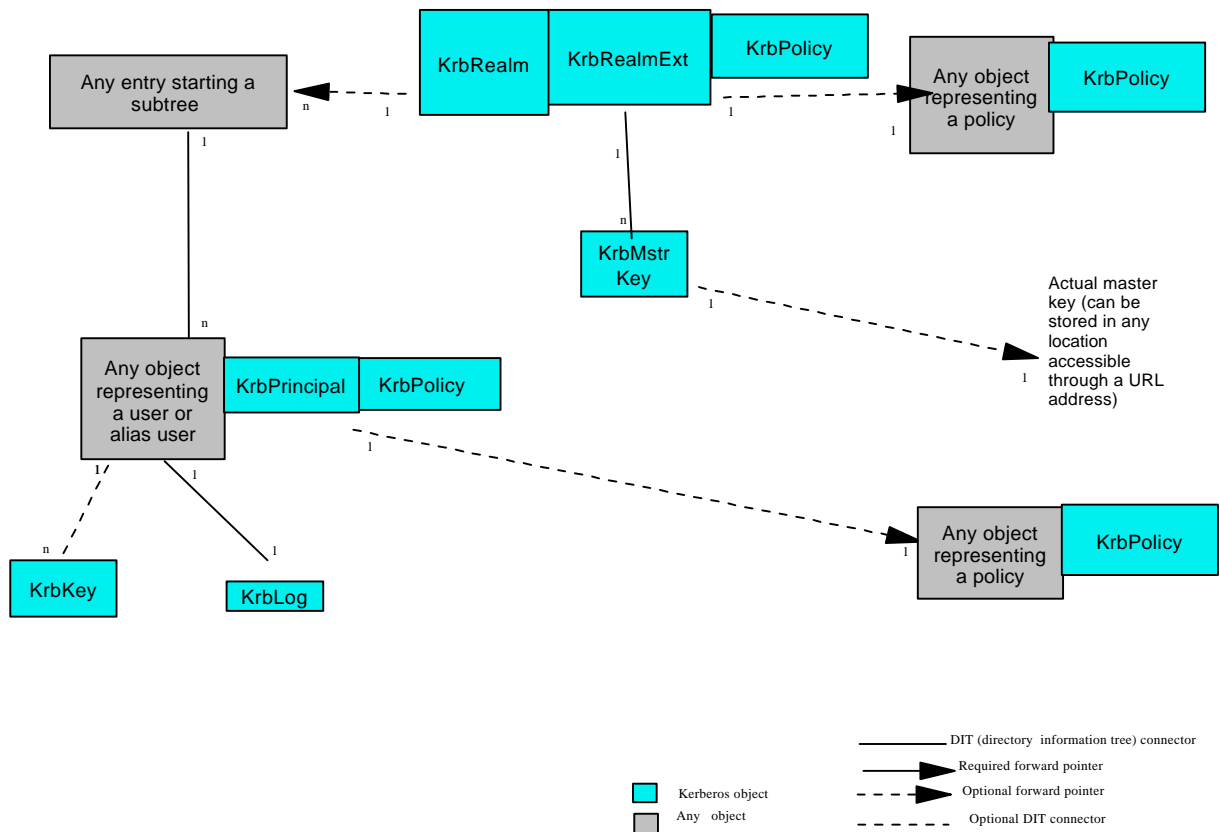 KrbRealm
KrbRealmExt
KrbPolicy
Any entry starting a
subtree
Any object
representing
a policy
KrbPolicy
n
1
1
1
1
1
n
KrbMstr
Key
1
Actual master
key (can be
stored in any
location
accessible
through a URL
address)
1
n
Any object
representing
a user or
alias user
KrbPrincipal
KrbPolicy
1
1
1
n
1
KrbKey
KrbLog
1
Any object
representing
a policy
KrbPolicy
DIT (directory information tree) connector
Required forward pointer
Optional forward pointer
Optional DIT connector
Kerberos object
Any object